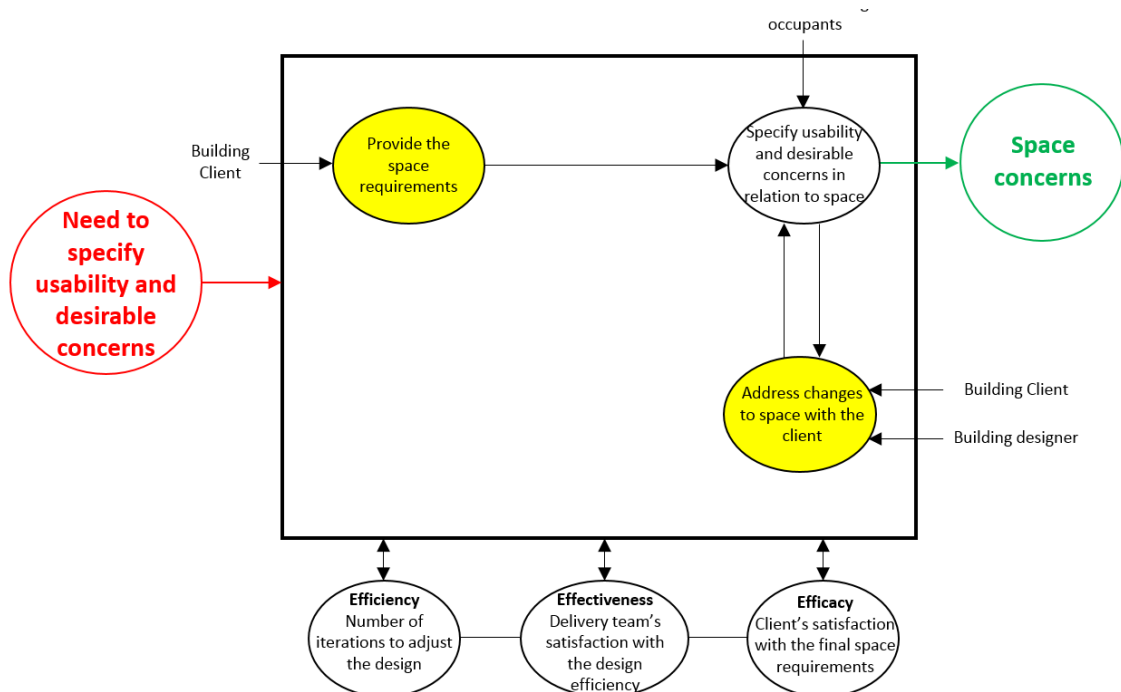 occupants
Building
Client
Provide the
space
requirements
Specify usability
and desirable
concerns in
relation to space
Space
concerns
Need to
specify
usability and
desirable
concerns
Address changes
to space with the
client
Building Client
Building designer
Efficiency
Number of
iterations to adjust
the design
Effectiveness
Delivery team's
satisfaction with
the design
efficiency
Efficacy
Client's satisfaction
with the final space
requirements